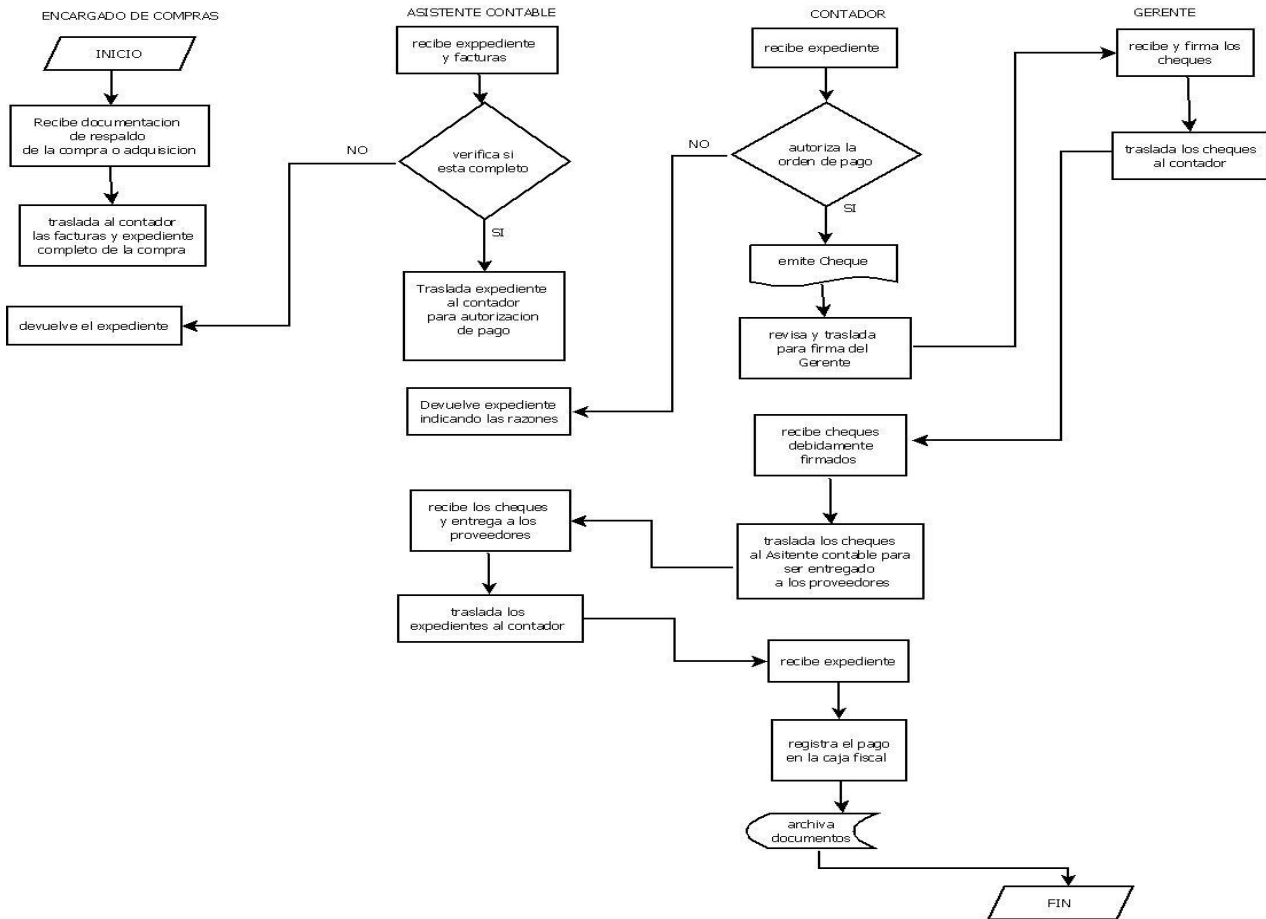 ENCARGADO DE COMPRAS
INICIO
Recibe documentacion
de respaldo
de la compra o adquisicion
traslada al contador
las facturas y expediente
completo de la compra
devuelve el expediente
ASISTENTE CONTABLE
recibe exppediente
y facturas
verifica si
esta completo
NO
SI
Traslada expediente
al contador
para autorizacion
de pago
Devuelve expediente
indicando las razones
recibe los cheques
y entrega a los
proveedores
traslada los
expedientes al contador
CONTADOR
recibe expediente
autoriza la
orden de pago
NO
SI
emite Cheque
revisa y traslada
para firma del
Gerente
recibe cheques
debidamente
firmados
traslada los cheques
al Asitente contable para
ser entregado
a los proveedores
recibe expediente
registra el pago
en la caja fiscal
archiva
documentos
GERENTE
recibe y firma los
cheques
traslada los cheques
al contador
FIN